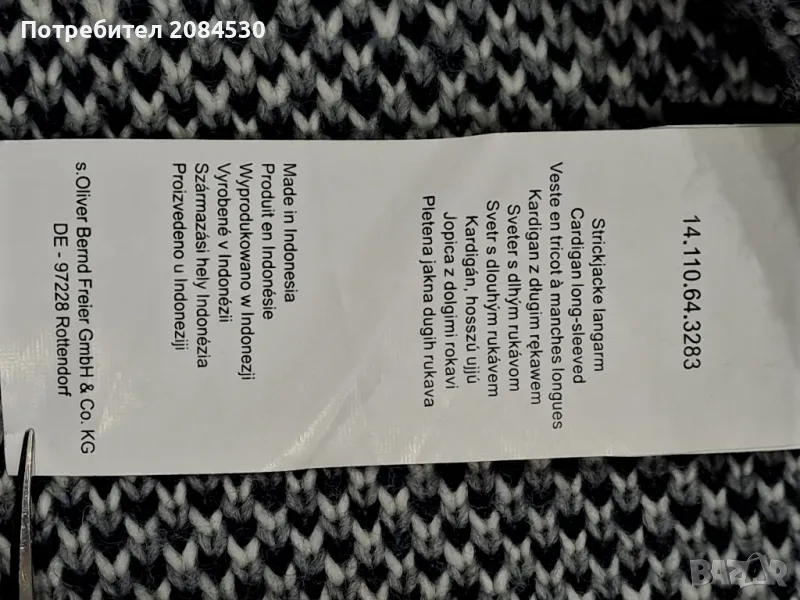 Потребител 2084530
14.110.64.3283
Strickjacke langarm
Cardigan long-sleeved
Veste en tricot à manches longues
Kardigan z długim rękawem
Sveter s dlhým rukávom
Svetr s dlouhým rukávem
Kardigán, hosszú ujjú
Jopica z dolgimi rokavi
Pletena jakna dugih rukava
Made in Indonesia
Produit en Indonésie
Wyprodukowano w Indonezji
Vyrobené v Indonézii
Származási hely Indonézia
Proizvedeno u Indoneziji
s.Oliver Bernd Freier GmbH & Co. KG
DE - 97228 Rottendorf
BAZAR